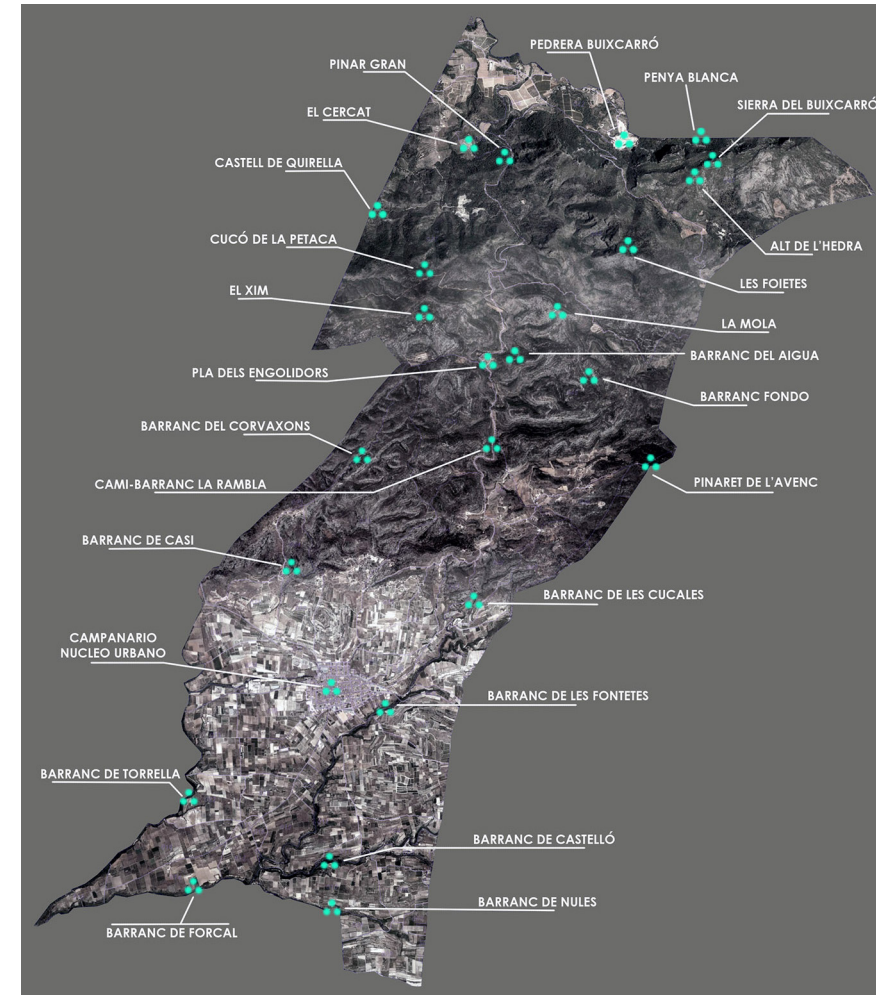 PEDRERA BUIXCARRÓ
PINAR GRAN
PENYA BLANCA
SIERRA DEL BUIXCARRÓ
EL CERCAT
CASTELL DE QUIRELLA
CUCÓ DE LA PETACA
ALT DE L'HEDRA
LES FOIETES
EL XIM
LA MOLA
BARRANC DEL AIGUA
PLA DELS ENGOLIDORS
BARRANC FONDO
BARRANC DEL CORVAXONS
CAMI-BARRANC LA RAMBLA
PINARET DE L'AVENC
BARRANC DE CASI
BARRANC DE LES CUCALES
CAMPANARIO
NUCLEO URBANO
BARRANC DE LES FONTETES
BARRANC DE TORRELLA
BARRANC DE CASTELLÓ
BARRANC DE NULES
BARRANC DE FORCAL